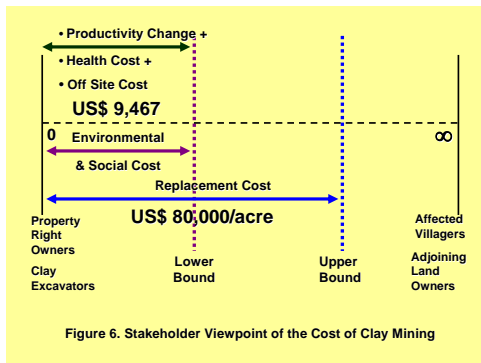 • Productivity Change +
• Health Cost +
• Off Site Cost
US$ 9,467
0
∞
Environmental
& Social Cost
Replacement Cost
US$ 80,000/acre
Property
Right
Owners
Clay
Excavators
Lower
Bound
Upper
Bound
Affected
Villagers
Adjoining
Land
Owners
Figure 6. Stakeholder Viewpoint of the Cost of Clay Mining